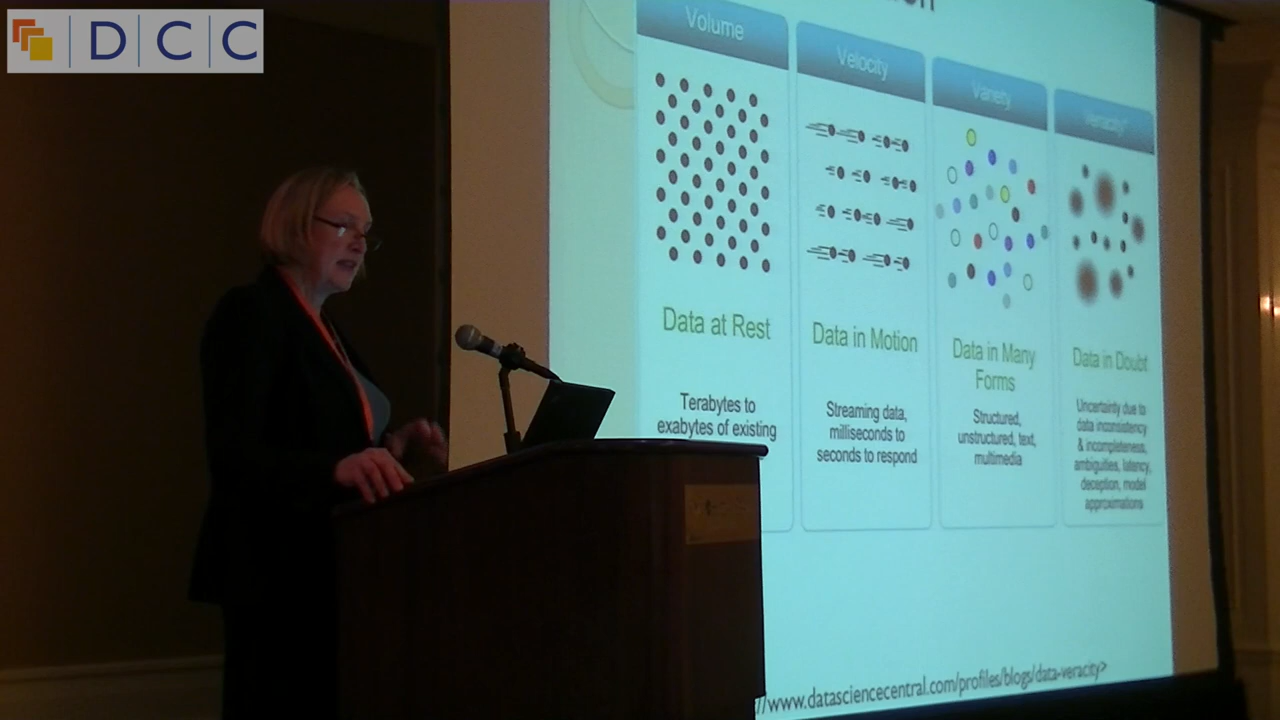 DCC
Volume
Velocity
Variety
Veracity*
Data at Rest
Terabytes to
exabytes of existing
Data in Motion
Streaming data,
milliseconds to
seconds to respond
Data in Many
Forms
Structured,
unstructured, text,
multimedia
Data in Doubt
Uncertainty due to
data inconsistency
& incompleteness,
ambiguities, latency,
deception, model
approximations
//www.datasciencecentral.com/profiles/blogs/data-veracity>